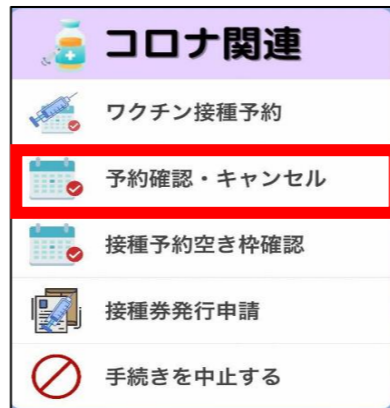 コロナ関連
ワクチン接種予約
予約確認・キャンセル
接種予約空き枠確認
接種券発行申請
手続きを中止する